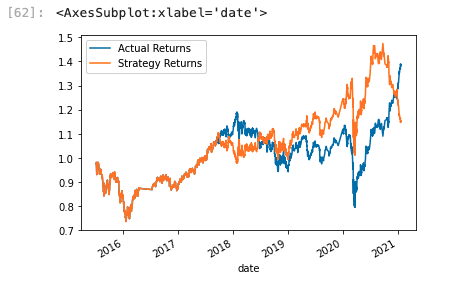 [62]: <AxesSubplot:xlabel='date'>
1.5
1.4
1.3
1.2
1.1
1.0
0.9
0.8
0.7
Actual Returns
Strategy Returns
2016 2017 2018 2019 2020 2021
date